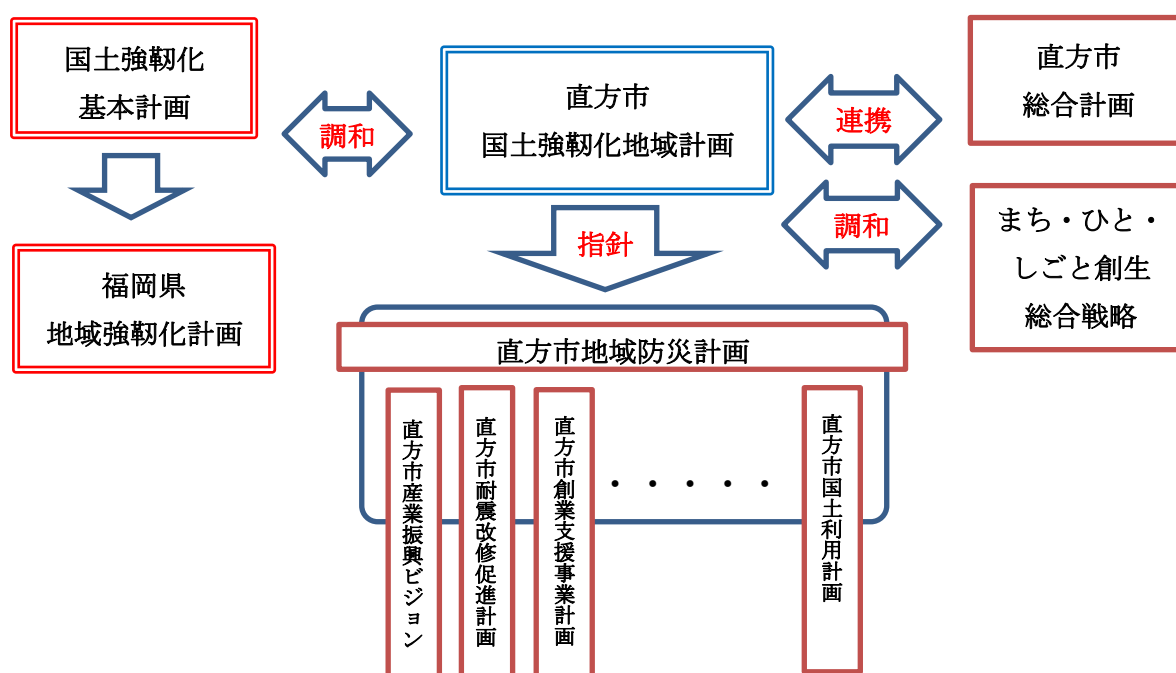 国土強靭化
基本計画
調和
直方市
国土強靭化地域計画
連携
直方市
総合計画
調和
まち・ひと・
しごと創生
総合戦略
指針
福岡県
地域強靭化計画
直方市地域防災計画
直方市産業振興ビジョン
直方市耐震改修促進計画
直方市創業支援事業計画
・・・・・
直方市国土利用計画